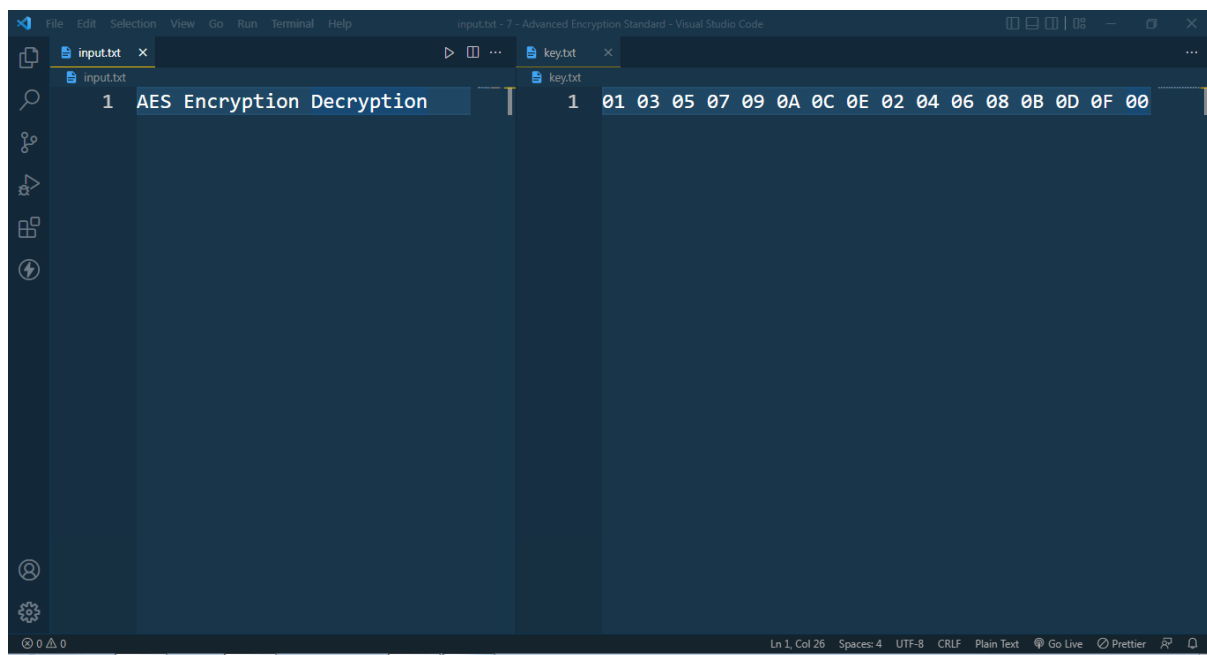 File Edit Selection View Go Run Terminal Help input.txt - 7 - Advanced Encryption Standard - Visual Studio Code
input.txt
key.txt
input.txt
key.txt
1 AES Encryption Decryption
1 01 03 05 07 09 0A 0C 0E 02 04 06 08 0B 0D 0F 00
0 0 Ln 1, Col 26 Spaces: 4 UTF-8 CRLF Plain Text Go Live Prettier